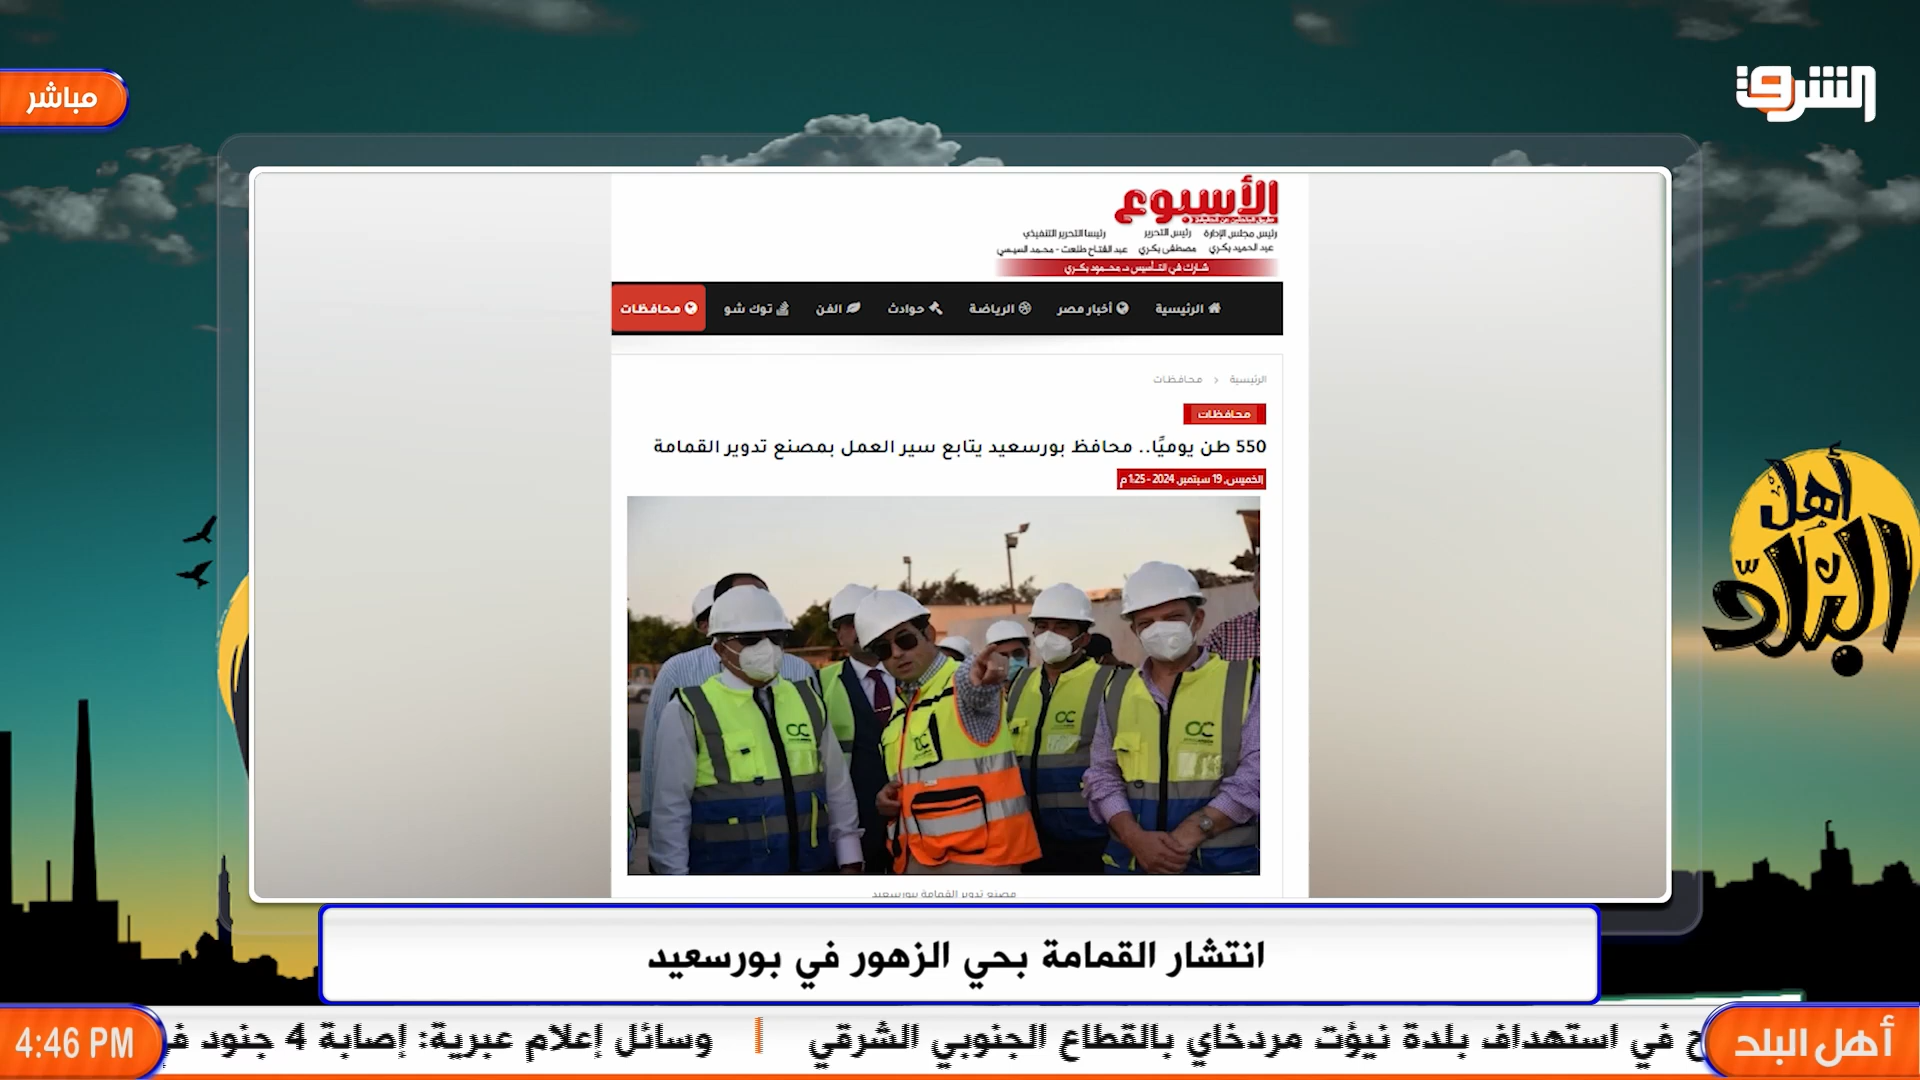 مباشر
الشرق
الأسبوع
رئيس مجلس الإدارة
عبد الحميد بكري
رئيس التحرير
مصطفى بكري
رئيسا التحرير التنفيذي
عبد الفتاح طلعت - محمد السيسي
شارك في التأسيس د. محمود بكري
الرئيسية
أخبار مصر
الرياضة
حوادث
الفن
توك شو
محافظات
الرئيسية
محافظات
محافظات
550 طن يوميًا.. محافظ بورسعيد يتابع سير العمل بمصنع تدوير القمامة
الخميس, 19 سبتمبر, 2024 - 1:25 م
مصنع تدوير القمامة ببورسعيد
أهل
البلد
انتشار القمامة بحي الزهور في بورسعيد
أهل البلد
في استهداف بلدة نيؤت مردخاي بالقطاع الجنوبي الشرقي | وسائل إعلام عبرية: إصابة 4 جنود
4:46 PM